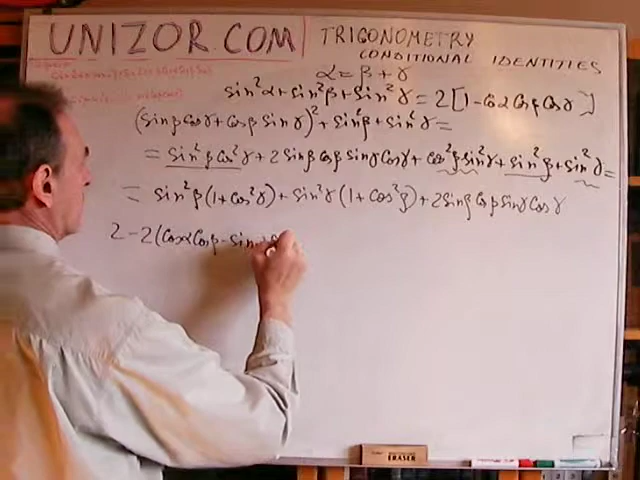 UNIZOR.COM
TRIGONOMETRY
CONDITIONAL IDENTITIES
α = β + γ
sin²α + sin²β + sin²γ = 2[1 - cosα cosβ cosγ]
(sinβ cosγ + cosβ sinγ)² + sin²β + sin²γ =
= sin²β cos²γ + 2 sinβ cosβ sinγ cosγ + cos²β sin²γ + sin²β + sin²γ =
= sin²β (1 + cos²γ) + sin²γ (1 + cos²β) + 2 sinβ cosβ sinγ cosγ
2 - 2(cosα cosβ - sin
ERASER